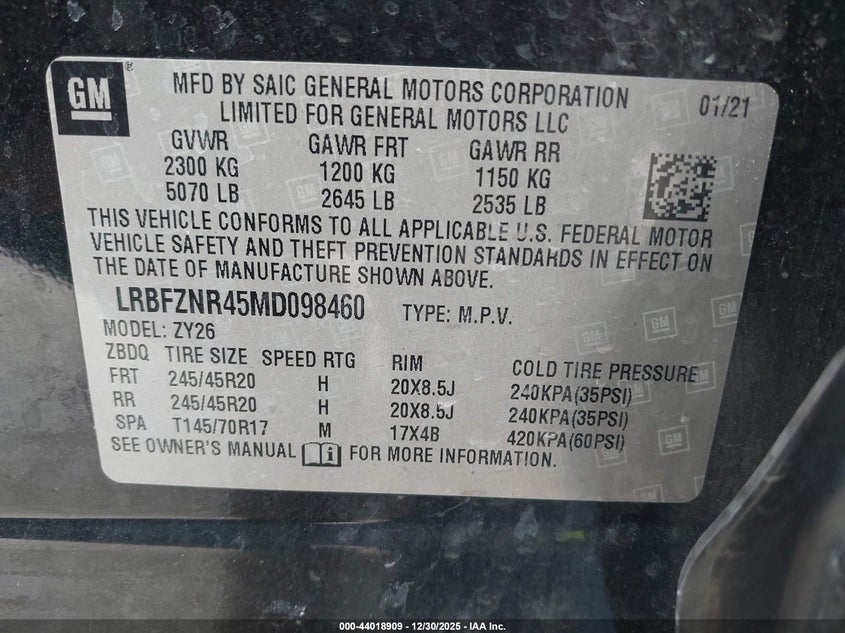 GM
MFD BY SAIC GENERAL MOTORS CORPORATION 01/21
LIMITED FOR GENERAL MOTORS LLC
GVWR GAWR FRT GAWR RR
2300 KG 1200 KG 1150 KG
5070 LB 2645 LB 2535 LB
THIS VEHICLE CONFORMS TO ALL APPLICABLE U.S. FEDERAL MOTOR
VEHICLE SAFETY AND THEFT PREVENTION STANDARDS IN EFFECT ON
THE DATE OF MANUFACTURE SHOWN ABOVE.
LRBFZNR45MD098460 TYPE: M.P.V.
MODEL: ZY26
ZBDQ TIRE SIZE SPEED RTG RIM COLD TIRE PRESSURE
FRT 245/45R20 H 20X8.5J 240KPA(35PSI)
RR 245/45R20 H 20X8.5J 240KPA(35PSI)
SPA T145/70R17 M 17X4B 420KPA(60PSI)
SEE OWNER'S MANUAL i FOR MORE INFORMATION.
000-44018909 - 12/30/2025 - IAA Inc.